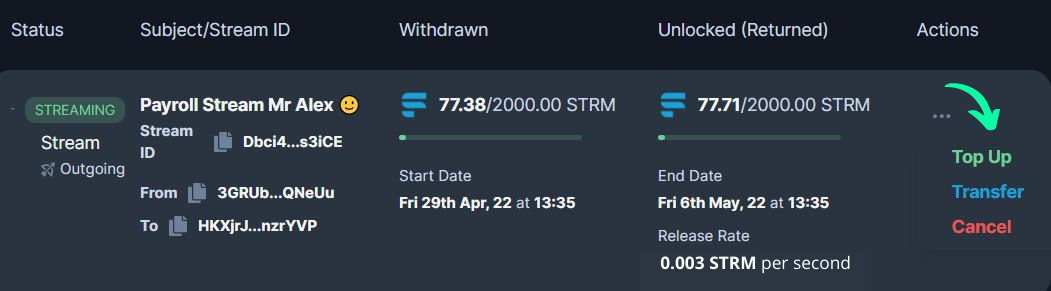 Status Subject/Stream ID Withdrawn Unlocked (Returned) Actions
STREAMING
Stream
Outgoing
Payroll Stream Mr Alex 🙂
Stream
ID
Dbci4...s3iCE
From 3GRUb...QNeUu
To HKXjrJ...nzrYVP
77.38/2000.00 STRM
Start Date
Fri 29th Apr, 22 at 13:35
77.71/2000.00 STRM
End Date
Fri 6th May, 22 at 13:35
Release Rate
0.003 STRM per second
...
Top Up
Transfer
Cancel